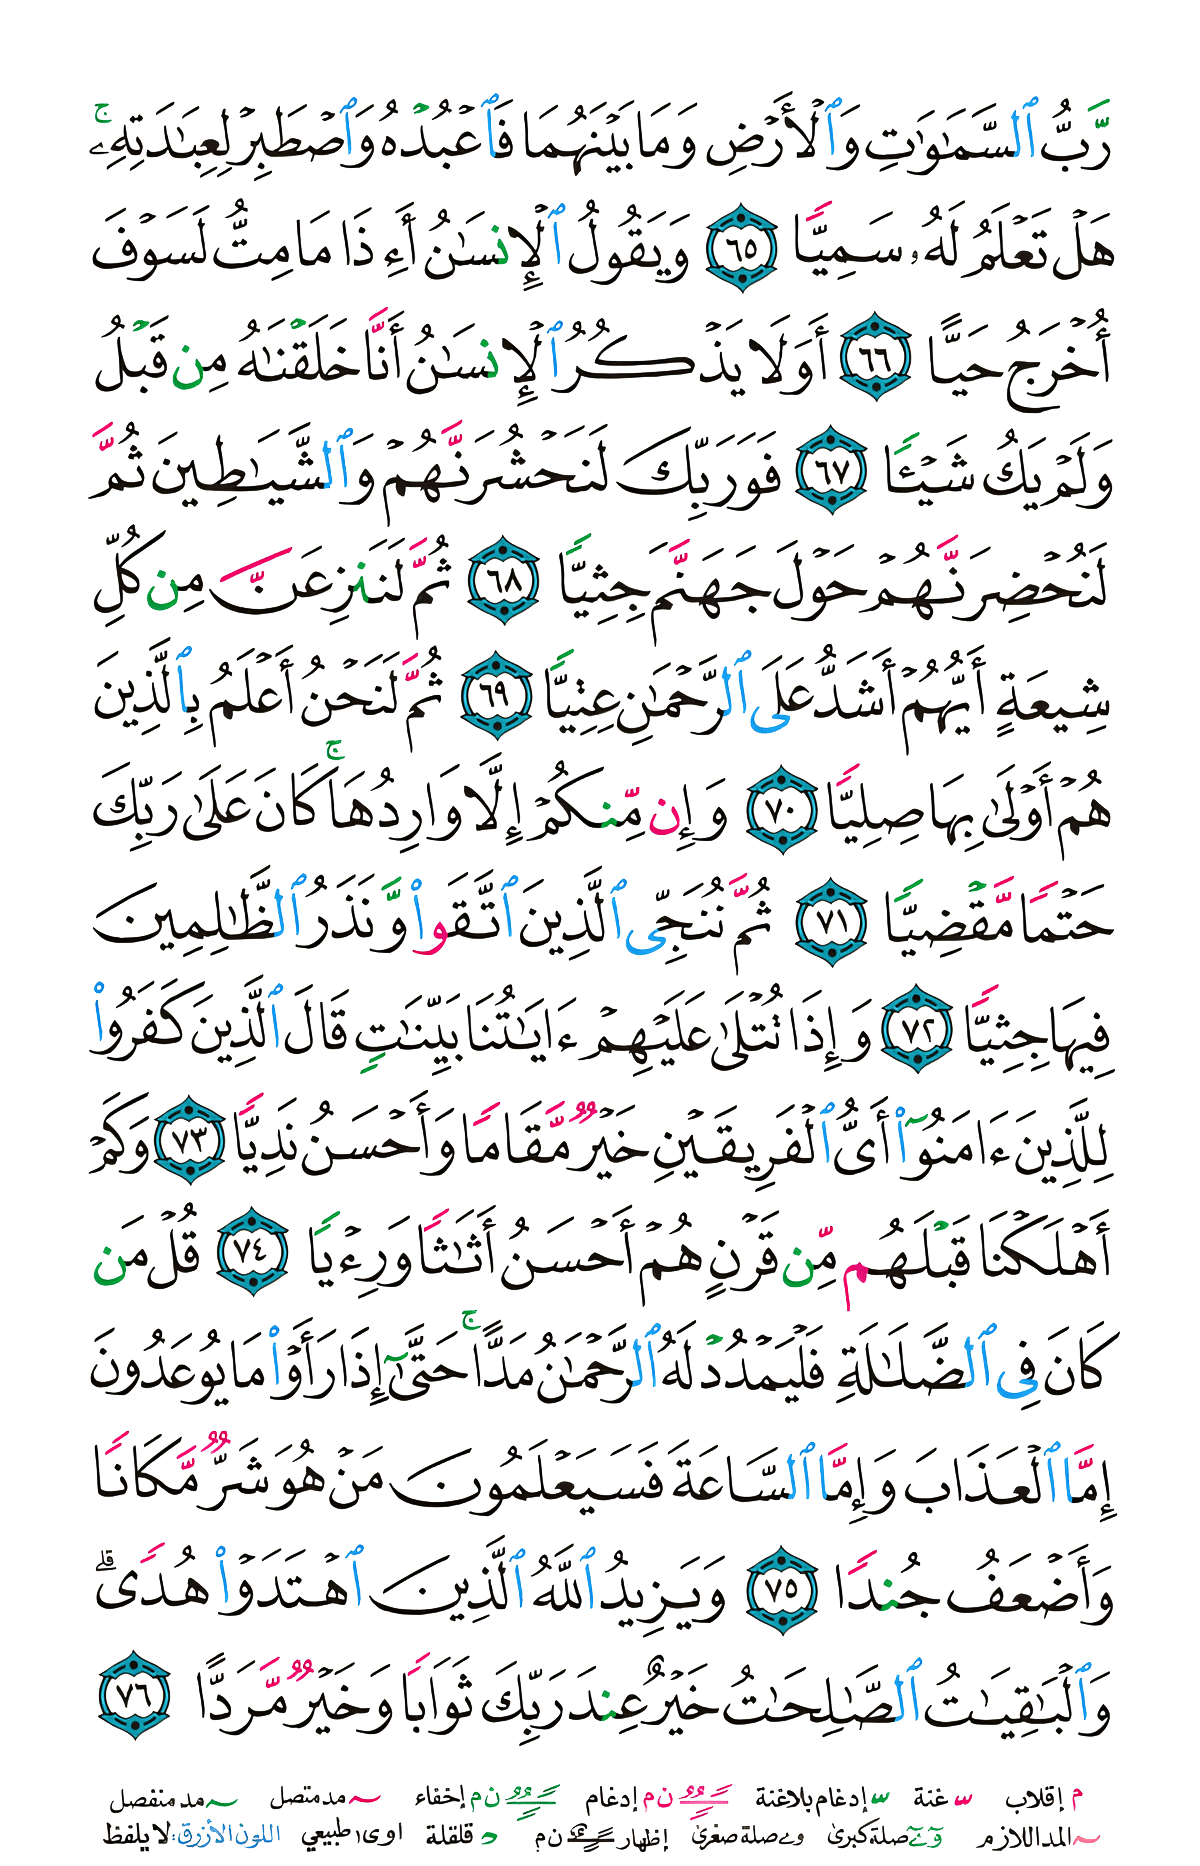 رَّبُّ ٱلسَّمَٰوَٰتِ وَٱلْأَرْضِ وَمَا بَيْنَهُمَا فَٱعْبُدْهُ وَٱصْطَبِرْ لِعِبَٰدَتِهِۦ ۚ
هَلْ تَعْلَمُ لَهُۥ سَمِيًّا ٦٥ وَيَقُولُ ٱلْإِنسَٰنُ أَءِذَا مَا مِتُّ لَسَوْفَ
أُخْرَجُ حَيًّا ٦٦ أَوَلَا يَذْكُرُ ٱلْإِنسَٰنُ أَنَّا خَلَقْنَٰهُ مِن قَبْلُ
وَلَمْ يَكُ شَيْـًٔا ٦٧ فَوَرَبِّكَ لَنَحْشُرَنَّهُمْ وَٱلشَّيَٰطِينَ ثُمَّ
لَنُحْضِرَنَّهُمْ حَوْلَ جَهَنَّمَ جِثِيًّا ٦٨ ثُمَّ لَنَنزِعَنَّ مِن كُلِّ
شِيعَةٍ أَيُّهُمْ أَشَدُّ عَلَى ٱلرَّحْمَٰنِ عِتِيًّا ٦٩ ثُمَّ لَنَحْنُ أَعْلَمُ بِٱلَّذِينَ
هُمْ أَوْلَىٰ بِهَا صِلِيًّا ٧٠ وَإِن مِّنكُمْ إِلَّا وَارِدُهَا ۚ كَانَ عَلَىٰ رَبِّكَ
حَتْمًا مَّقْضِيًّا ٧١ ثُمَّ نُنَجِّى ٱلَّذِينَ ٱتَّقَوا۟ وَّنَذَرُ ٱلظَّٰلِمِينَ
فِيهَا جِثِيًّا ٧٢ وَإِذَا تُتْلَىٰ عَلَيْهِمْ ءَايَٰتُنَا بَيِّنَٰتٍ قَالَ ٱلَّذِينَ كَفَرُوا۟
لِلَّذِينَ ءَامَنُوٓا۟ أَىُّ ٱلْفَرِيقَيْنِ خَيْرٌ مَّقَامًا وَأَحْسَنُ نَدِيًّا ٧٣ وَكَمْ
أَهْلَكْنَا قَبْلَهُم مِّن قَرْنٍ هُمْ أَحْسَنُ أَثَٰثًا وَرِءْيًا ٧٤ قُلْ مَن
كَانَ فِى ٱلضَّلَٰلَةِ فَلْيَمْدُدْ لَهُ ٱلرَّحْمَٰنُ مَدًّا ۚ حَتَّىٰٓ إِذَا رَأَوْا۟ مَا يُوعَدُونَ
إِمَّا ٱلْعَذَابَ وَإِمَّا ٱلسَّاعَةَ فَسَيَعْلَمُونَ مَنْ هُوَ شَرٌّ مَّكَانًا
وَأَضْعَفُ جُندًا ٧٥ وَيَزِيدُ ٱللَّهُ ٱلَّذِينَ ٱهْتَدَوْا۟ هُدًى ۗ
وَٱلْبَٰقِيَٰتُ ٱلصَّٰلِحَٰتُ خَيْرٌ عِندَ رَبِّكَ ثَوَابًا وَخَيْرٌ مَّرَدًّا ٧٦
م إقلاب ّ غنة ّ إدغام بلاغنة ن م إدغام ن م إخفاء ~ مد متصل ~ مد منفصل
~ المد اللازم و ے صلة كبرى و ے صلة صغرى إظهار ن م د قلقلة ا و ى ا طبيعي اللون الأزرق: لا يلفظ